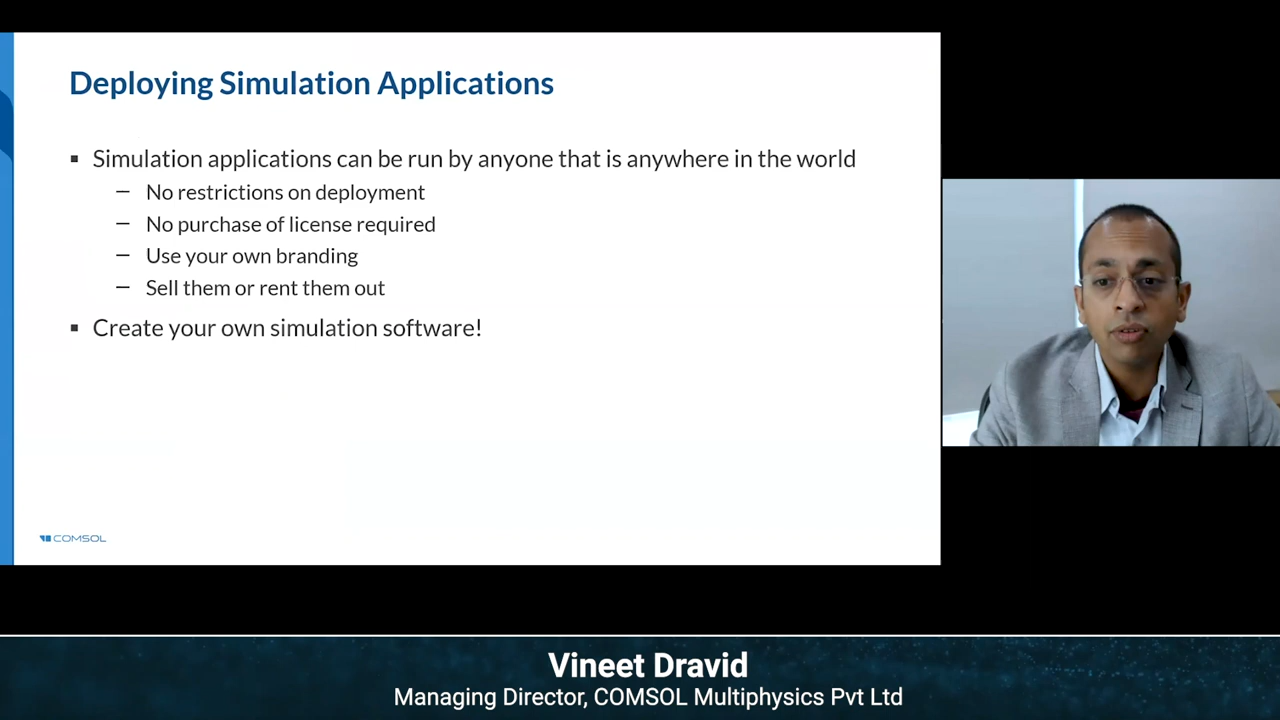 Deploying Simulation Applications
▪ Simulation applications can be run by anyone that is anywhere in the world
– No restrictions on deployment
– No purchase of license required
– Use your own branding
– Sell them or rent them out
▪ Create your own simulation software!
COMSOL
Vineet Dravid
Managing Director, COMSOL Multiphysics Pvt Ltd